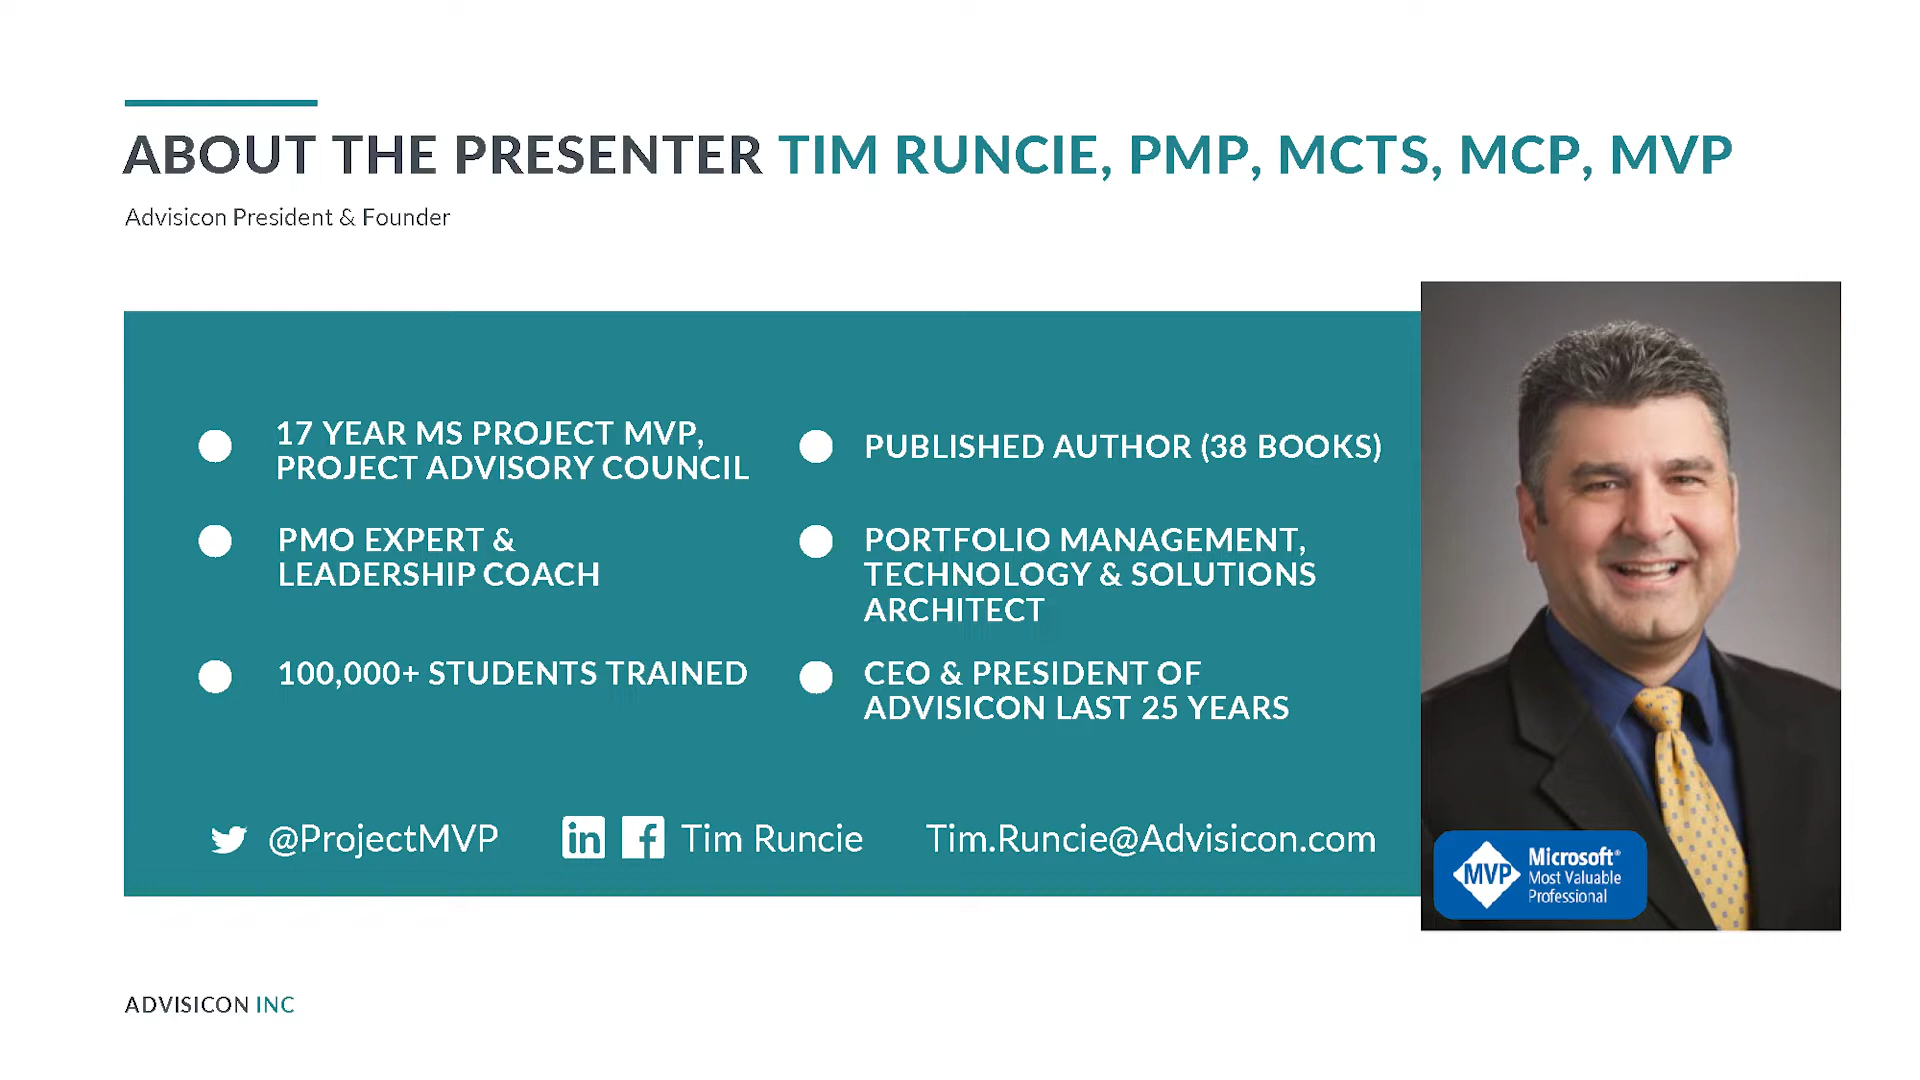 ABOUT THE PRESENTER TIM RUNCIE, PMP, MCTS, MCP, MVP
Advisicon President & Founder
17 YEAR MS PROJECT MVP,
PROJECT ADVISORY COUNCIL
PMO EXPERT &
LEADERSHIP COACH
100,000+ STUDENTS TRAINED
PUBLISHED AUTHOR (38 BOOKS)
PORTFOLIO MANAGEMENT,
TECHNOLOGY & SOLUTIONS
ARCHITECT
CEO & PRESIDENT OF
ADVISICON LAST 25 YEARS
@ProjectMVP
in f Tim Runcie
Tim.Runcie@Advisicon.com
MVP
Microsoft®
Most Valuable
Professional
ADVISICON INC